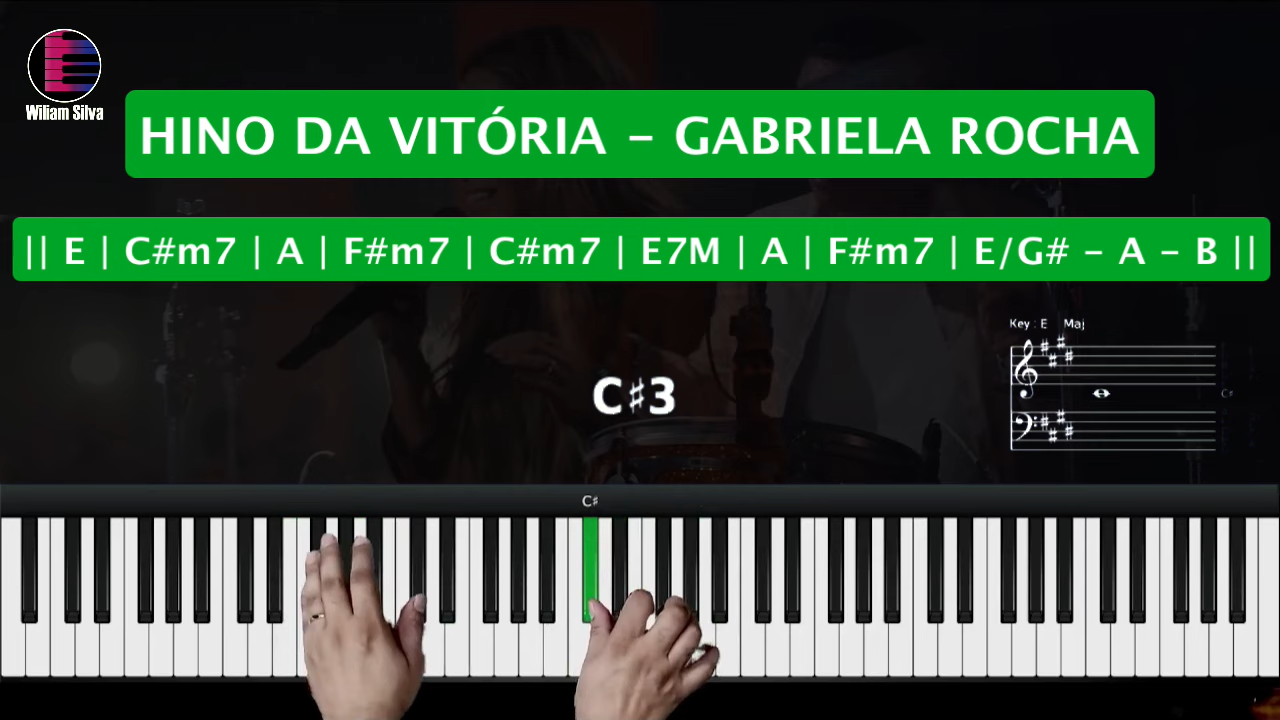 Wiliam Silva
HINO DA VITÓRIA – GABRIELA ROCHA
|| E | C#m7 | A | F#m7 | C#m7 | E7M | A | F#m7 | E/G# – A – B ||
Key : E Maj
C♯3
C♯
C♯